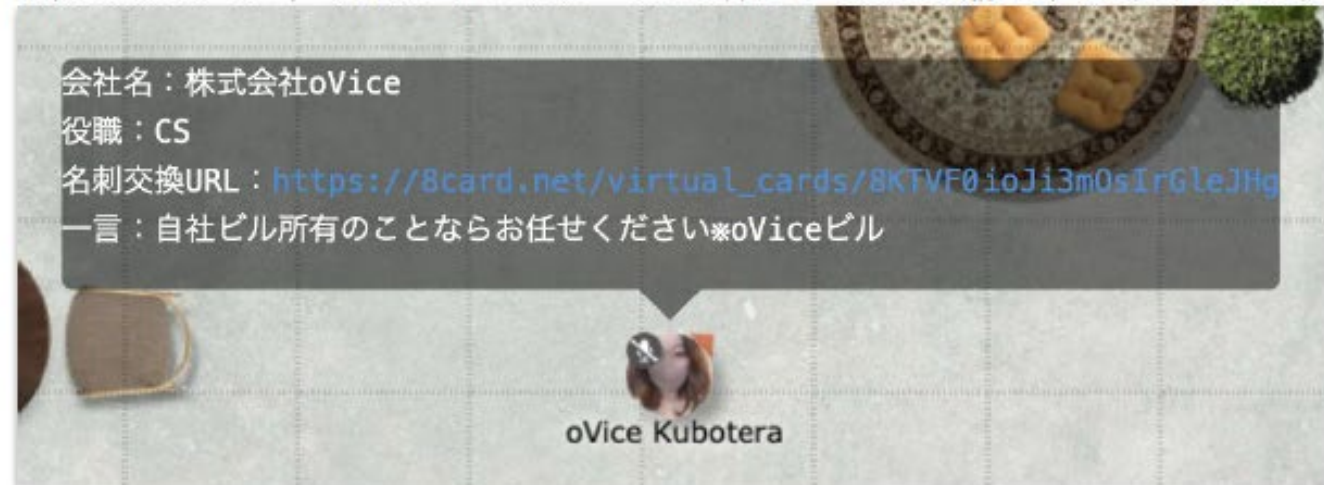 会社名：株式会社oVice
役職：CS
名刺交換URL：https://8card.net/virtual_cards/8KTVF0ioJi3mOsIrGleJHg
一言：自社ビル所有のことならお任せください※oViceビル
oVice Kubotera